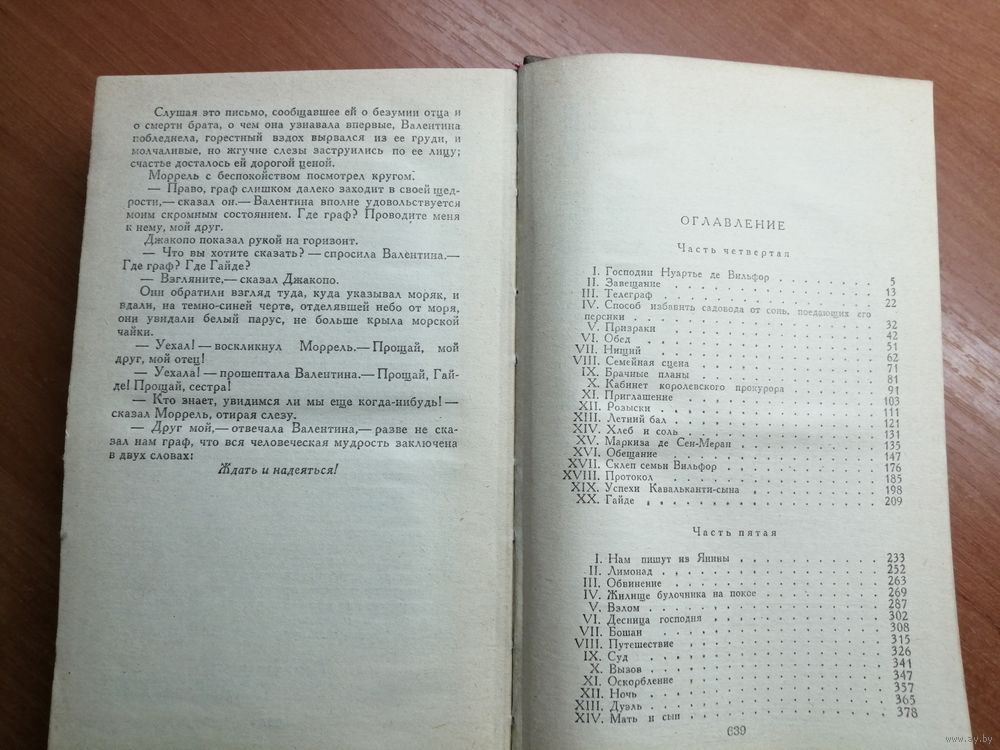 Слушая это письмо, сообщавшее ей о безумии отца и
о смерти брата, о чем она узнавала впервые, Валентина
побледнела, горестный вздох вырвался из ее груди, и
молчаливые, но жгучие слезы заструились по ее лицу;
счастье досталось ей дорогой ценой.
Моррель с беспокойством посмотрел кругом.
— Право, граф слишком далеко заходит в своей щед-
рости,— сказал он.— Валентина вполне удовольствуется
моим скромным состоянием. Где граф? Проводите меня
к нему, мой друг.
Джакопо показал рукой на горизонт.
— Что вы хотите сказать? — спросила Валентина.—
Где граф? Где Гайде?
— Взгляните,— сказал Джакопо.
Они обратили взгляд туда, куда указывал моряк, и
вдали, на темно-синей черте, отделявшей небо от моря,
они увидали белый парус, не больше крыла морской
чайки.
— Уехал! — воскликнул Моррель.— Прощай, мой
друг, мой отец!
— Уехала! — прошептала Валентина.— Прощай, Гай-
де! Прощай, сестра!
— Кто знает, увидимся ли мы еще когда-нибудь! —
сказал Моррель, отирая слезу.
— Друг мой,— отвечала Валентина,— разве не ска-
зал нам граф, что вся человеческая мудрость заключена
в двух словах:
Ждать и надеяться!
ОГЛАВЛЕНИЕ
Часть четвертая
I. Господин Нуартье де Вильфор . . . . 5
II. Завещание . . . . 13
III. Телеграф . . . . 22
IV. Способ избавить садовода от сонь, поедающих его
персики . . . . 32
V. Призраки . . . . 42
VI. Обед . . . . 51
VII. Нищий . . . . 62
VIII. Семейная сцена . . . . 71
IX. Брачные планы . . . . 81
X. Кабинет королевского прокурора . . . . 91
XI. Приглашение . . . . 103
XII. Розыски . . . . 111
XIII. Летний бал . . . . 121
XIV. Хлеб и соль . . . . 131
XV. Маркиза де Сен-Меран . . . . 135
XVI. Обещание . . . . 147
XVII. Склеп семьи Вильфор . . . . 176
XVIII. Протокол . . . . 185
XIX. Успехи Кавальканти-сына . . . . 198
XX. Гайде . . . . 209
Часть пятая
I. Нам пишут из Янины . . . . 233
II. Лимонад . . . . 252
III. Обвинение . . . . 263
IV. Жилище булочника на покое . . . . 269
V. Взлом . . . . 287
VI. Десница господня . . . . 302
VII. Бошан . . . . 308
VIII. Путешествие . . . . 315
IX. Суд . . . . 326
X. Вызов . . . . 341
XI. Оскорбление . . . . 347
XII. Ночь . . . . 357
XIII. Дуэль . . . . 365
XIV. Мать и сын . . . . 378
639
www.ay.by